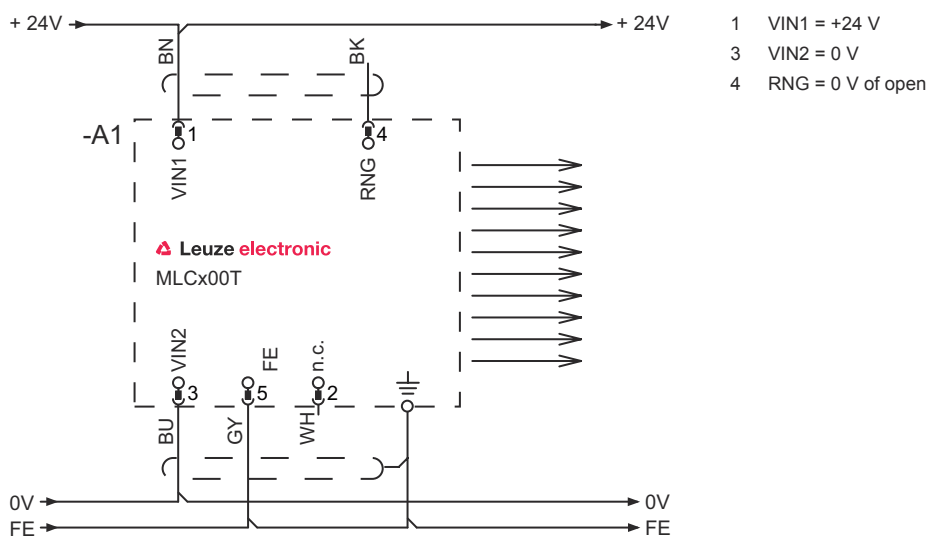 + 24V
+ 24V
1 VIN1 = +24 V
3 VIN2 = 0 V
4 RNG = 0 V of open
BN
BK
-A1
1
4
VIN1
RNG
Leuze electronic
MLCx00T
VIN2
FE
n.c.
3
5
2
BU
GY
WH
0V
0V
FE
FE